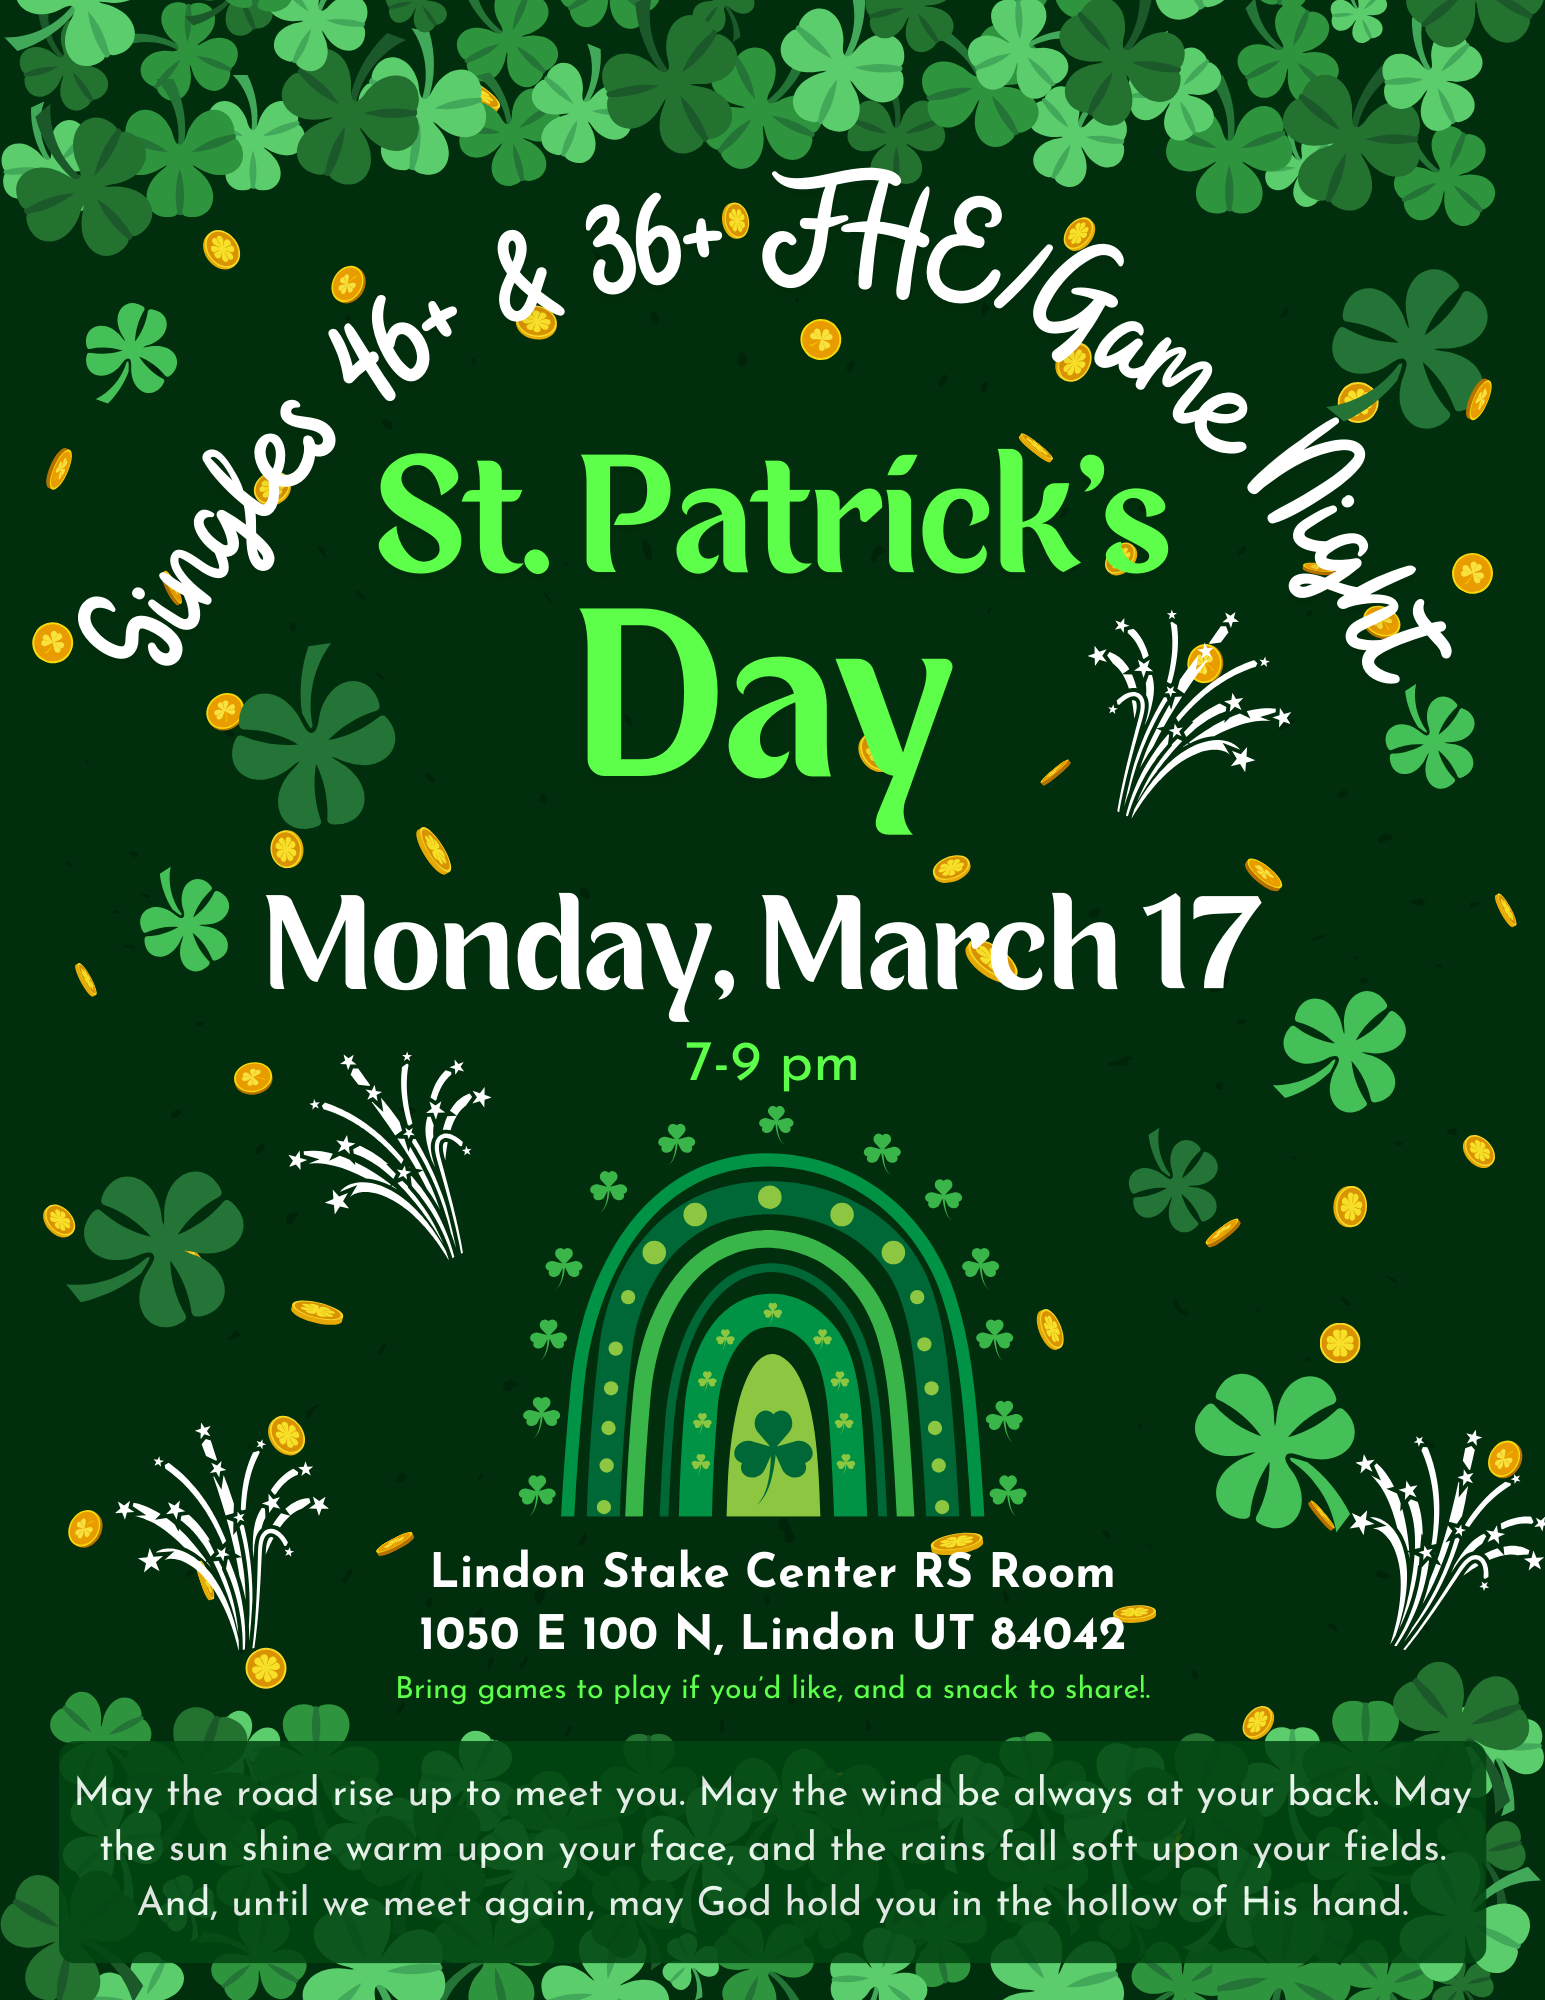 Singles 46+ & 36+ FHE/Game Night
St. Patrick's
Day
Monday, March 17
7-9 pm
Lindon Stake Center RS Room
1050 E 100 N, Lindon UT 84042
Bring games to play if you'd like, and a snack to share!.
May the road rise up to meet you. May the wind be always at your back. May
the sun shine warm upon your face, and the rains fall soft upon your fields.
And, until we meet again, may God hold you in the hollow of His hand.